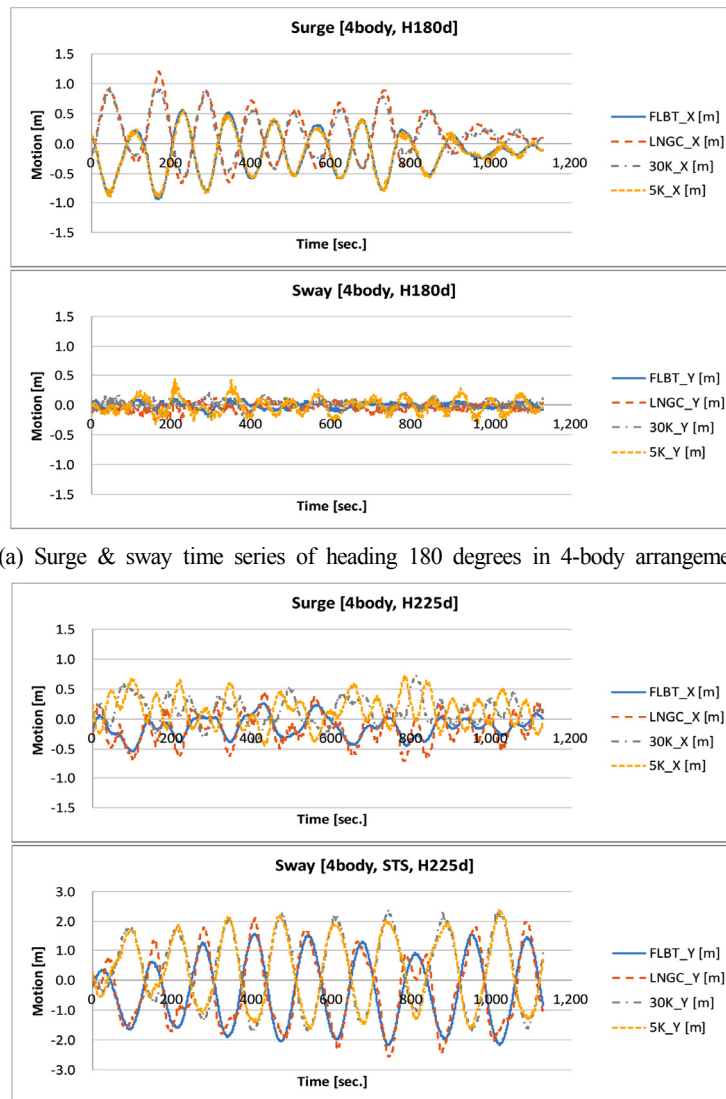 Surge [4body, H180d]
1.5
1.0
0.5
0.0
-0.5
-1.0
-1.5
Motion [m]
0 200 400 600 800 1,000 1,200
Time [sec.]
FLBT_X [m]
LNGC_X [m]
30K_X [m]
5K_X [m]
Sway [4body, H180d]
1.5
1.0
0.5
0.0
-0.5
-1.0
-1.5
Motion [m]
0 200 400 600 800 1,000 1,200
Time [sec.]
FLBT_Y [m]
LNGC_Y [m]
30K_Y [m]
5K_Y [m]
(a) Surge & sway time series of heading 180 degrees in 4-body arrangeme
Surge [4body, H225d]
1.5
1.0
0.5
0.0
-0.5
-1.0
-1.5
Motion [m]
0 200 400 600 800 1,000 1,200
Time [sec.]
FLBT_X [m]
LNGC_X [m]
30K_X [m]
5K_X [m]
Sway [4body, STS, H225d]
3.0
2.0
1.0
0.0
-1.0
-2.0
-3.0
Motion [m]
0 200 400 600 800 1,000 1,200
Time [sec.]
FLBT_Y [m]
LNGC_Y [m]
30K_Y [m]
5K_Y [m]